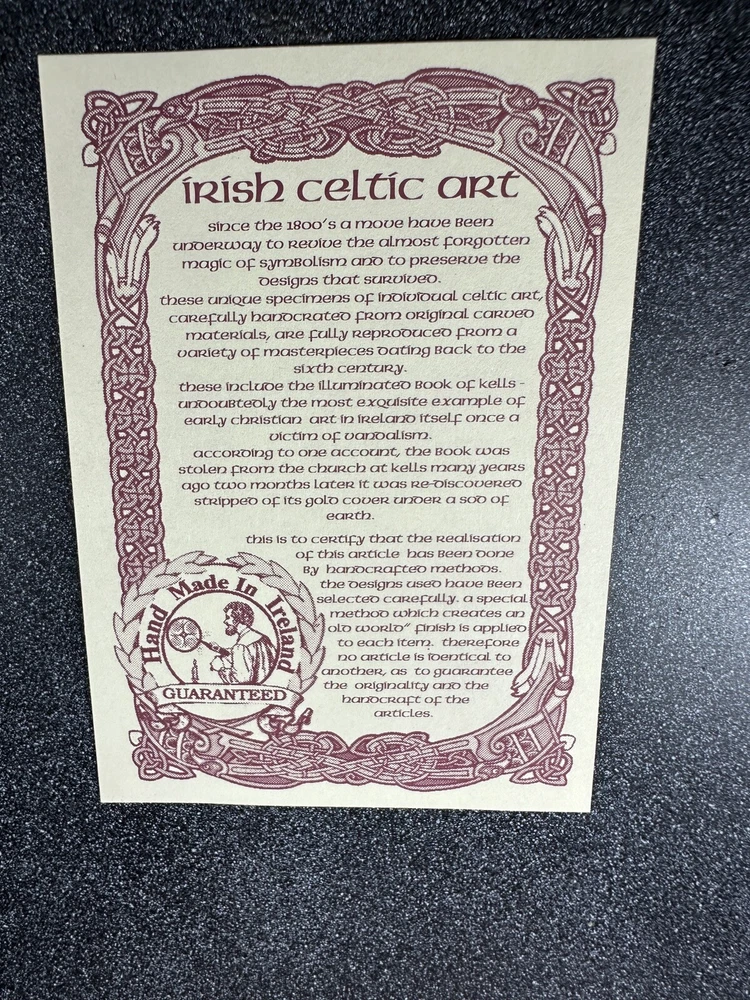 irish celtic art
since the 1800's a move have been
underway to revive the almost forgotten
magic of symbolism and to preserve the
designs that survived.
these unique specimens of individual celtic art,
carefully handcrafted from original carved
materials, are fully reproduced from a
variety of masterpieces dating back to the
sixth century.
these include the illuminated book of kells -
undoubtedly the most exquisite example of
early christian art in ireland itself once a
victim of vandalism.
according to one account, the book was
stolen from the church at kells many years
ago two months later it was re-discovered
stripped of its gold cover under a sod of
earth.
this is to certify that the realisation
of this article has been done
by handcrafted methods.
the designs used have been
selected carefully. a special
method which creates an
old world" finish is applied
to each item. therefore
no article is identical to
another, as to guarantee
the originality and the
handcraft of the
articles.
Hand Made In Ireland
GUARANTEED